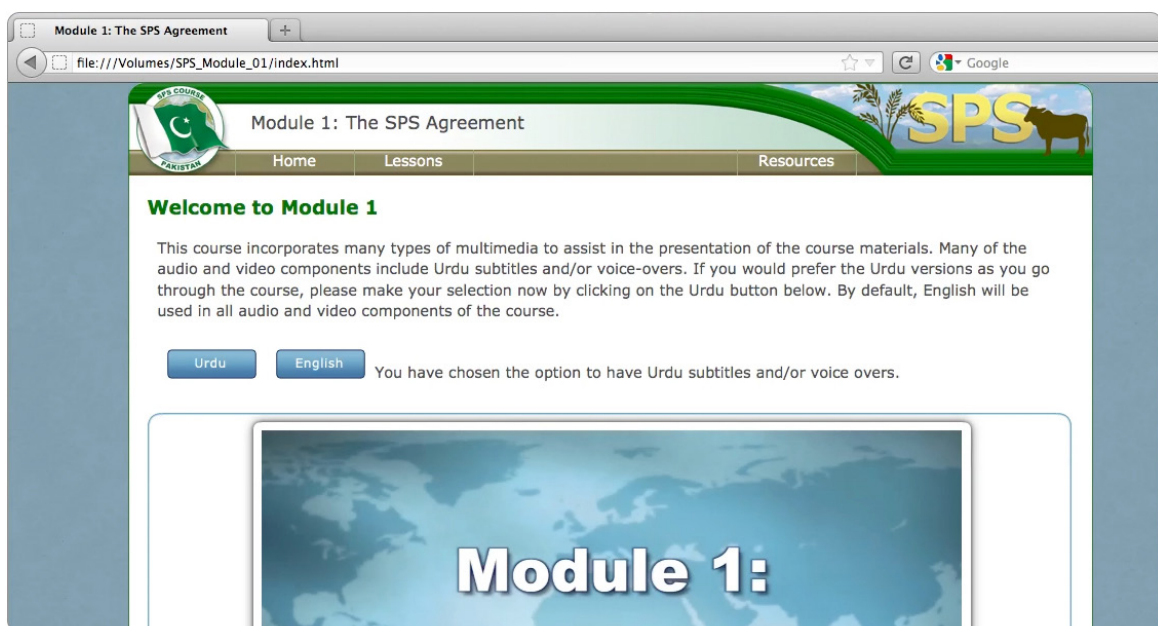 Module 1: The SPS Agreement
+
file:///Volumes/SPS_Module_01/index.html
Google
SPS COURSE
PAKISTAN
Module 1: The SPS Agreement
SPS
Home Lessons Resources
Welcome to Module 1
This course incorporates many types of multimedia to assist in the presentation of the course materials. Many of the
audio and video components include Urdu subtitles and/or voice-overs. If you would prefer the Urdu versions as you go
through the course, please make your selection now by clicking on the Urdu button below. By default, English will be
used in all audio and video components of the course.
Urdu English You have chosen the option to have Urdu subtitles and/or voice overs.
Module 1: